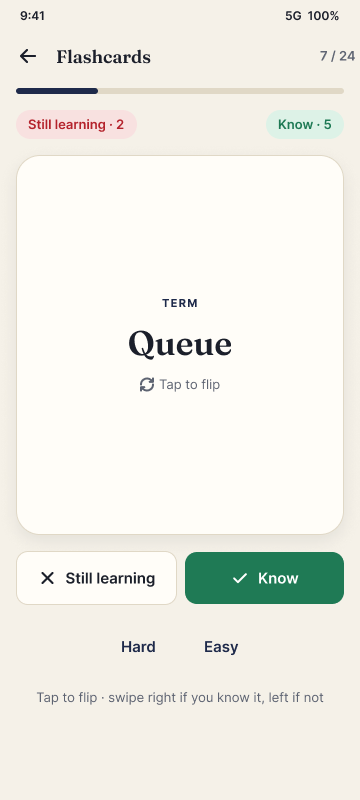 9:41 5G 100%
Flashcards 7 / 24
Still learning · 2 Know · 5
TERM
Queue
Tap to flip
Still learning Know
Hard Easy
Tap to flip · swipe right if you know it, left if not